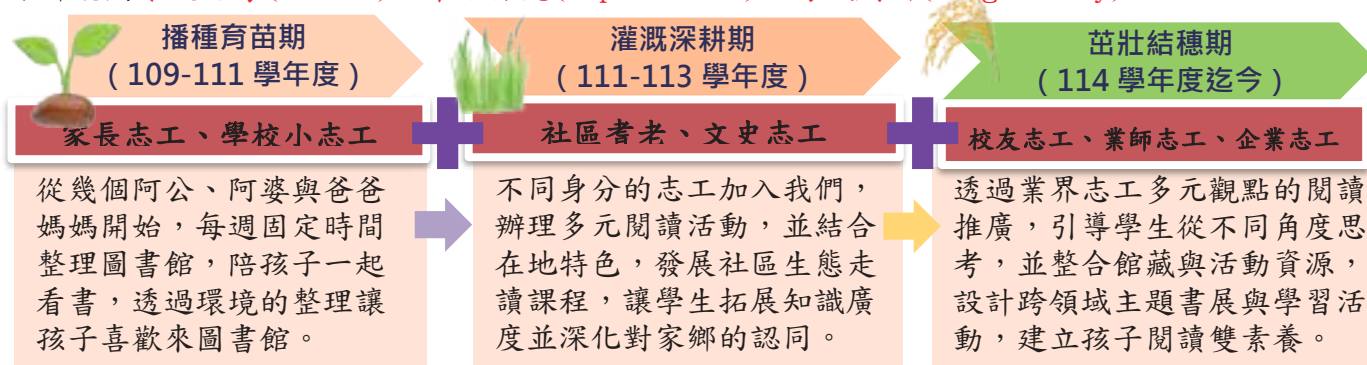 播種育苗期
（109-111 學年度）
家長志工、學校小志工
從幾個阿公、阿婆與爸爸
媽媽開始，每週固定時間
整理圖書館，陪孩子一起
看書，透過環境的整理讓
孩子喜歡來圖書館。
灌溉深耕期
（111-113 學年度）
社區耆老、文史志工
不同身分的志工加入我們，
辦理多元閱讀活動，並結合
在地特色，發展社區生態走
讀課程，讓學生拓展知識廣
度並深化對家鄉的認同。
茁壯結穗期
（114 學年度迄今）
校友志工、業師志工、企業志工
透過業界志工多元觀點的閱讀
推廣，引導學生從不同角度思
考，並整合館藏與活動資源，
設計跨領域主題書展與學習活
動，建立孩子閱讀雙素養。